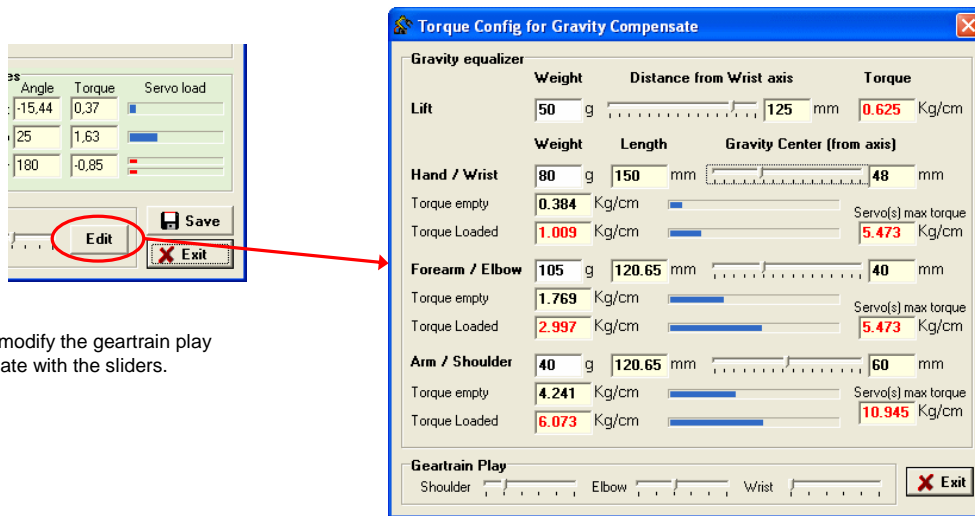 es
Angle Torque Servo load
-15,44 0,37
25 1,63
180 -0,85
Edit
Save
Exit
modify the geartrain play
ate with the sliders.
Torque Config for Gravity Compensate
Gravity equalizer
Weight Distance from Wrist axis Torque
Lift 50 g 125 mm 0.625 Kg/cm
Weight Length Gravity Center (from axis)
Hand / Wrist 80 g 150 mm 48 mm
Torque empty 0.384 Kg/cm
Servo(s) max torque
Torque Loaded 1.009 Kg/cm 5.473 Kg/cm
Forearm / Elbow 105 g 120.65 mm 40 mm
Torque empty 1.769 Kg/cm
Servo(s) max torque
Torque Loaded 2.997 Kg/cm 5.473 Kg/cm
Arm / Shoulder 40 g 120.65 mm 60 mm
Torque empty 4.241 Kg/cm Servo(s) max torque
10.945 Kg/cm
Torque Loaded 6.073 Kg/cm
Geartrain Play
Shoulder Elbow Wrist Exit